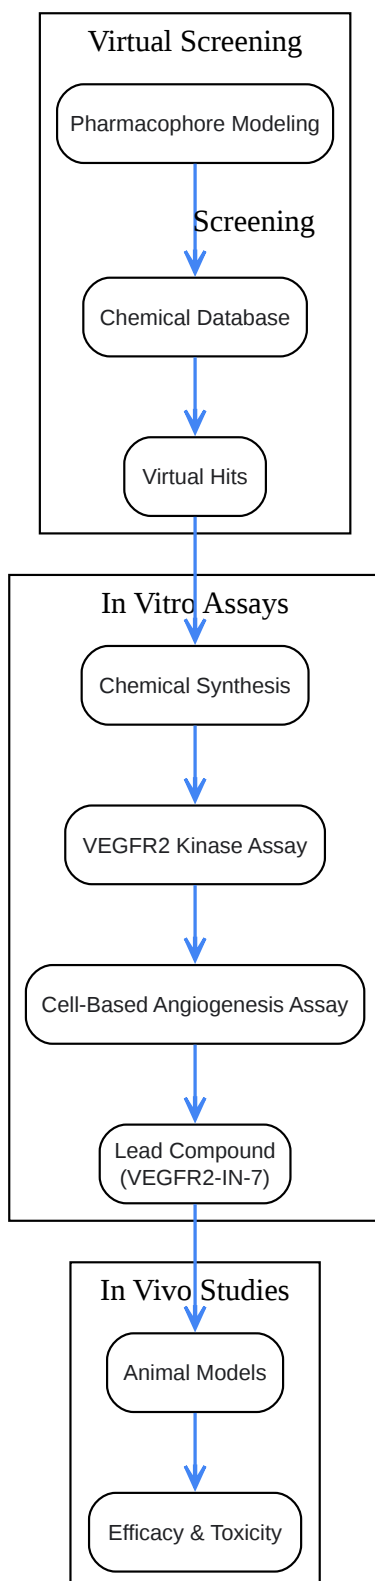 Virtual Screening
Pharmacophore Modeling
Screening
Chemical Database
Virtual Hits
In Vitro Assays
Chemical Synthesis
VEGFR2 Kinase Assay
Cell-Based Angiogenesis Assay
Lead Compound
(VEGFR2-IN-7)
In Vivo Studies
Animal Models
Efficacy & Toxicity